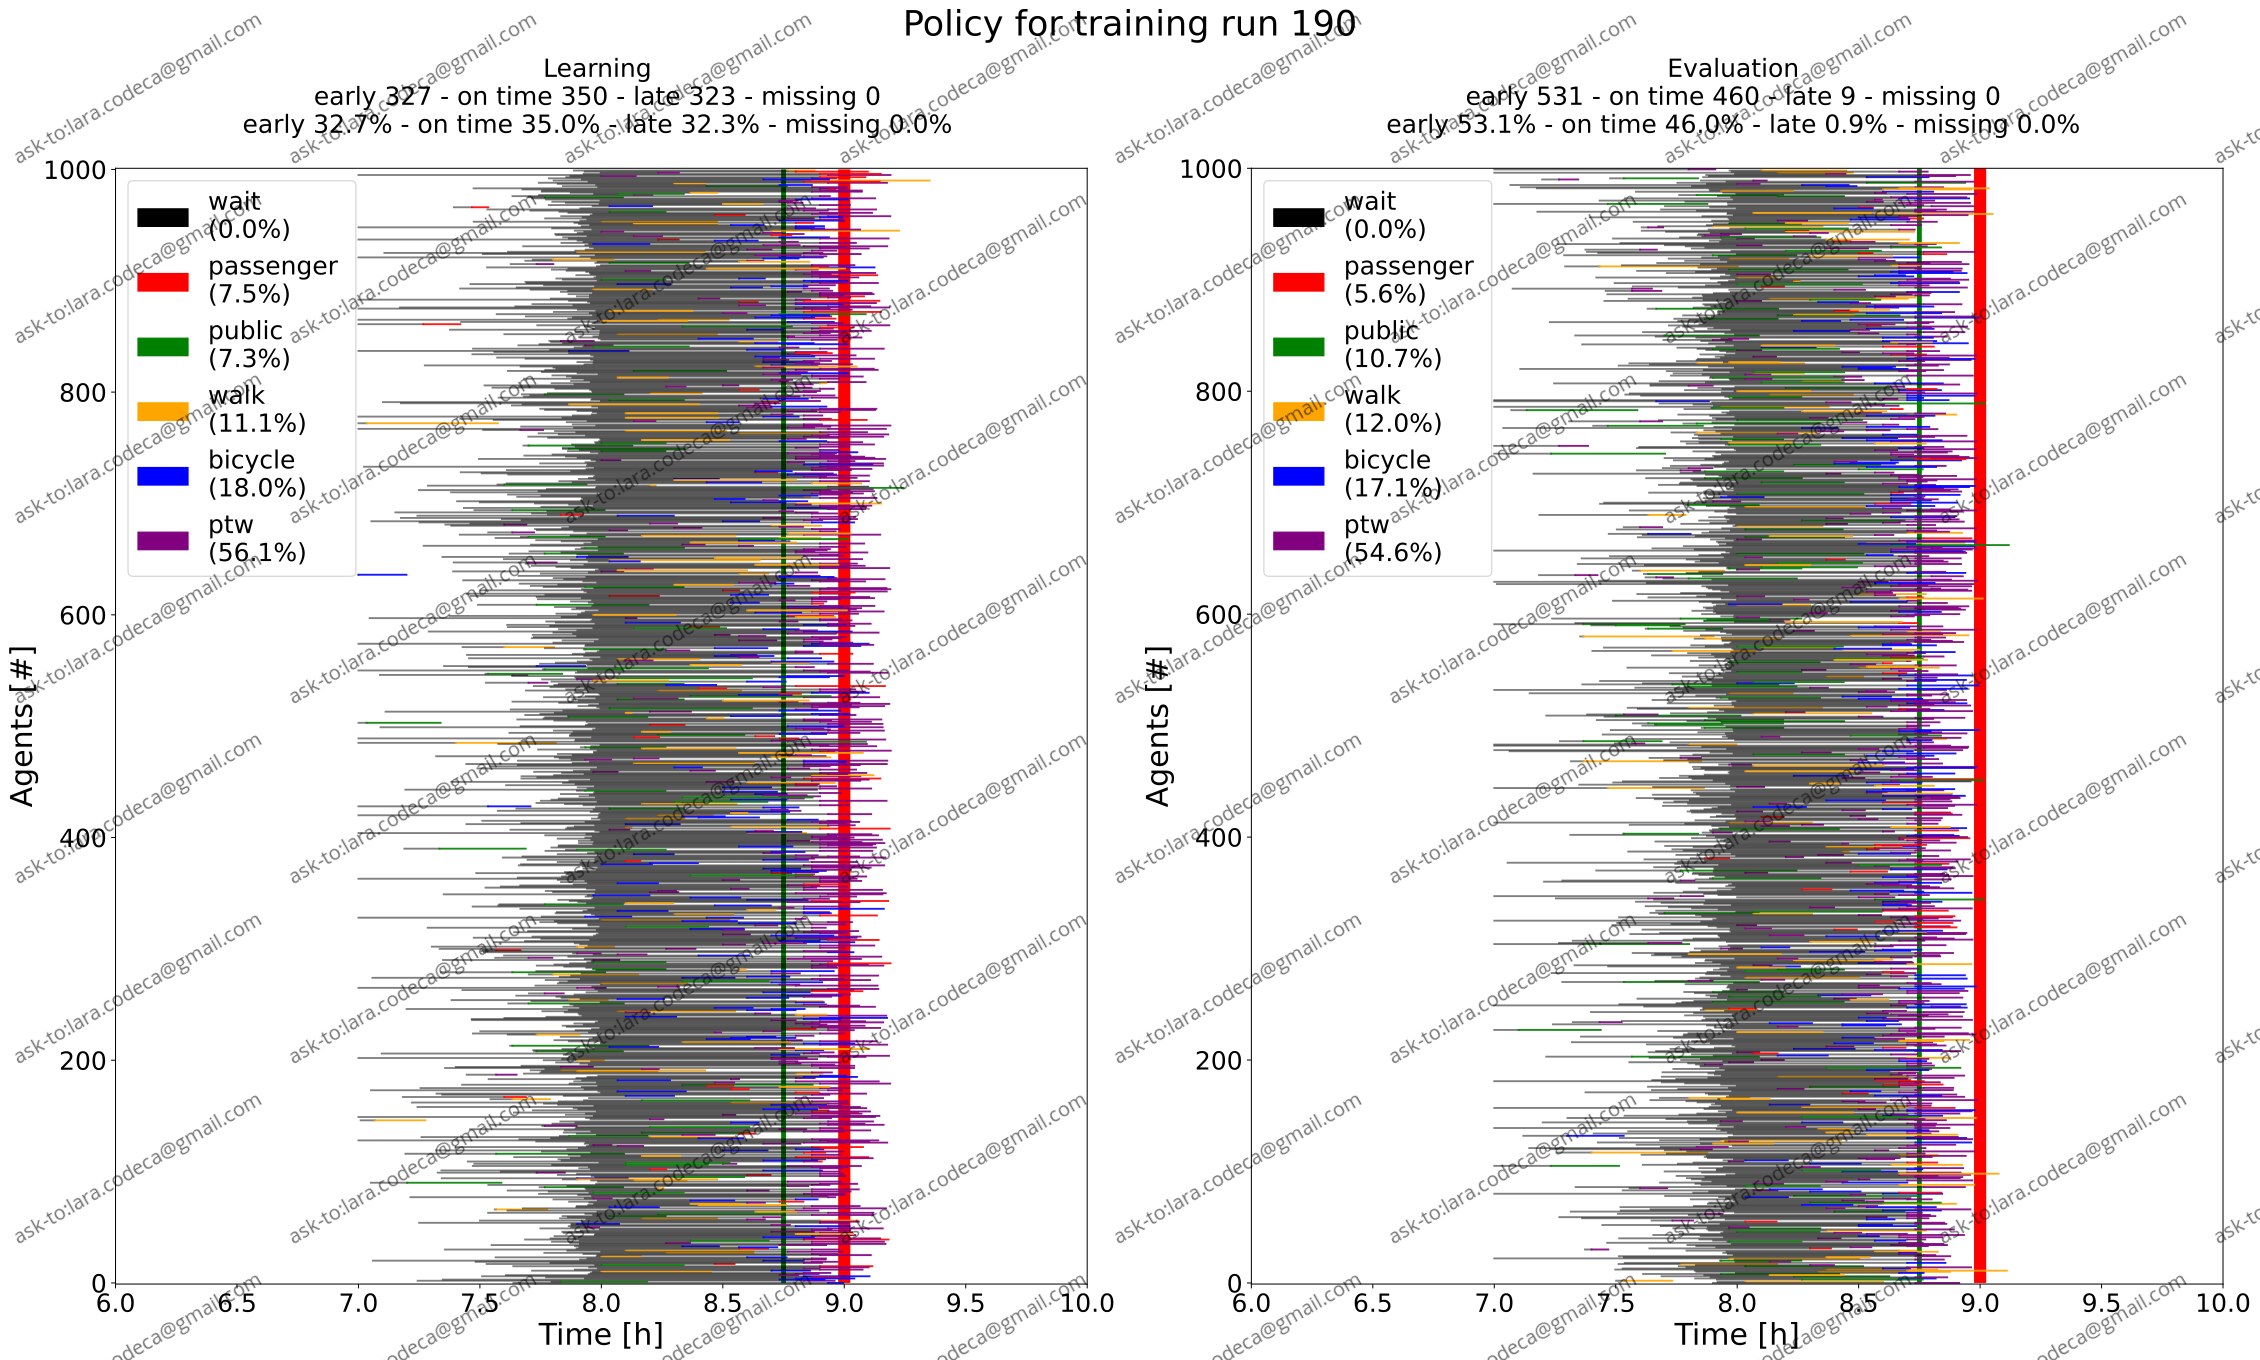 Policy for training run 190
Learning
early 327 - on time 350 - late 323 - missing 0
early 32.7% - on time 35.0% - late 32.3% - missing 0.0%
1000
800
600
400
200
0
Agents [#]
wait
(0.0%)
passenger
(7.5%)
public
(7.3%)
walk
(11.1%)
bicycle
(18.0%)
ptw
(56.1%)
6.0 6.5 7.0 7.5 8.0 8.5 9.0 9.5 10.0
Time [h]
Evaluation
early 531 - on time 460 - late 9 - missing 0
early 53.1% - on time 46.0% - late 0.9% - missing 0.0%
1000
800
600
400
200
0
Agents [#]
wait
(0.0%)
passenger
(5.6%)
public
(10.7%)
walk
(12.0%)
bicycle
(17.1%)
ptw
(54.6%)
6.0 6.5 7.0 7.5 8.0 8.5 9.0 9.5 10.0
Time [h]
ask-to:lara.codeca@gmail.com